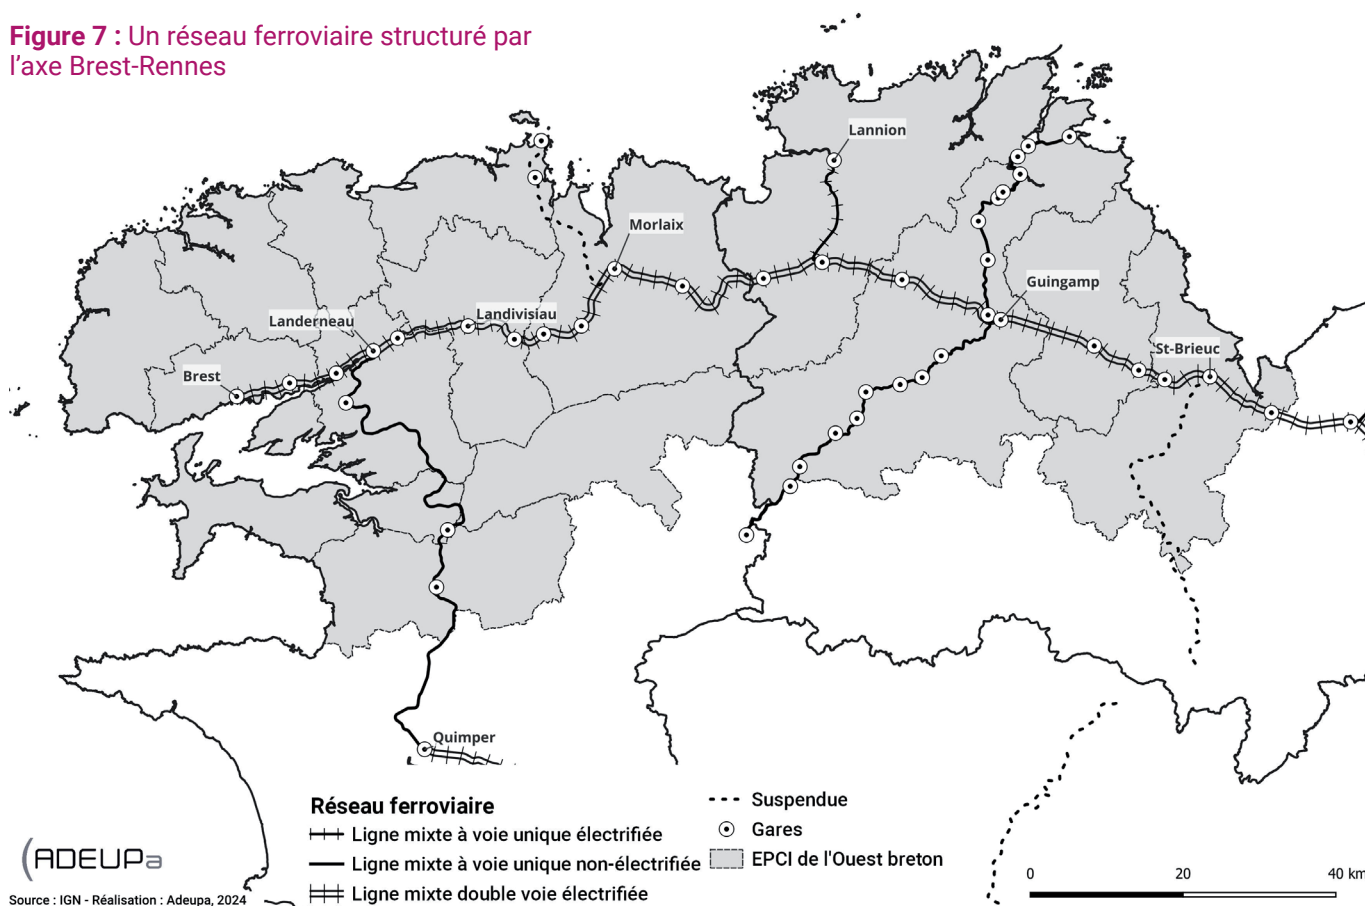 Figure 7 : Un réseau ferroviaire structuré par
l'axe Brest-Rennes
Lannion
Morlaix
Guingamp
Landivisiau
Landerneau
St-Brieuc
Brest
Quimper
Réseau ferroviaire
Ligne mixte à voie unique électrifiée
Ligne mixte à voie unique non-électrifiée
Ligne mixte double voie électrifiée
Suspendue
Gares
EPCI de l'Ouest breton
0 20 40 km
ADEUPa
Source : IGN - Réalisation : Adeupa, 2024